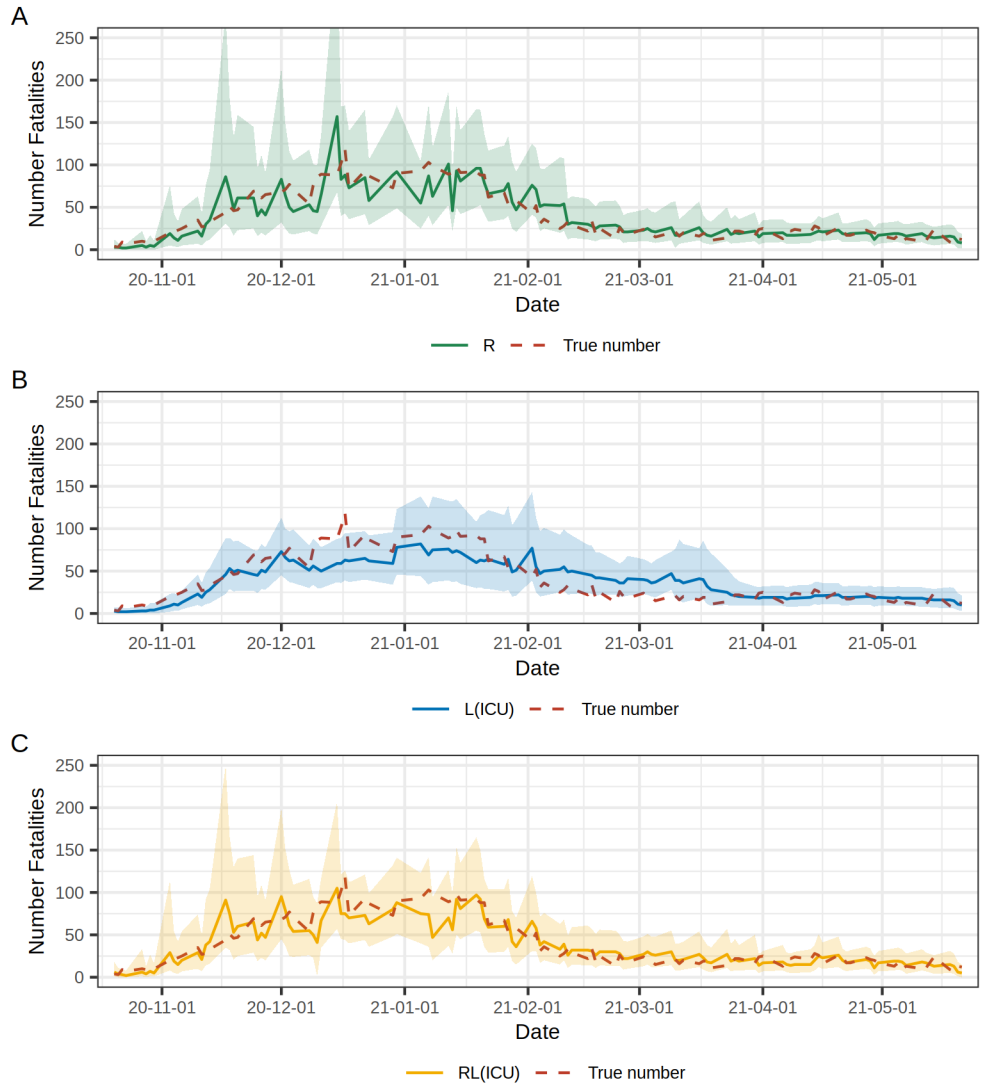 A
Number Fatalities
250
200
150
100
50
0
20-11-01 20-12-01 21-01-01 21-02-01 21-03-01 21-04-01 21-05-01
Date
R True number
B
Number Fatalities
250
200
150
100
50
0
20-11-01 20-12-01 21-01-01 21-02-01 21-03-01 21-04-01 21-05-01
Date
L(ICU) True number
C
Number Fatalities
250
200
150
100
50
0
20-11-01 20-12-01 21-01-01 21-02-01 21-03-01 21-04-01 21-05-01
Date
RL(ICU) True number